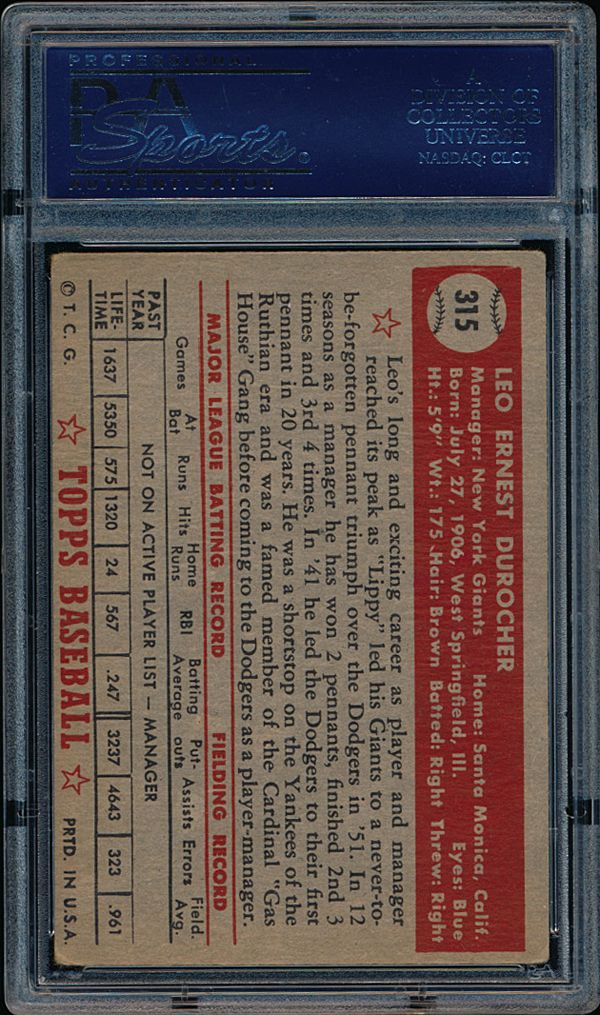 PROFESSIONAL
PSA
Sports.
AUTHENTICATOR
A
DIVISION OF
COLLECTORS
UNIVERSE
NASDAQ: CLCT
315
LEO ERNEST DUROCHER
Manager: New York Giants Home: Santa Monica, Calif.
Born: July 27, 1906, West Springfield, Ill. Eyes: Blue
Ht.: 5'9" Wt.: 175 Hair: Brown Batted: Right Threw: Right
Leo's long and exciting career as player and manager
reached its peak as "Lippy" led his Giants to a never-to-
be-forgotten pennant triumph over the Dodgers in '51. In 12
seasons as a manager he has won 2 pennants, finished 2nd 3
times and 3rd 4 times. In '41 he led the Dodgers to their first
pennant in 20 years. He was a shortstop on the Yankees of the
Ruthian era and was a famed member of the Cardinal "Gas
House" Gang before coming to the Dodgers as a player-manager.
MAJOR LEAGUE BATTING RECORD FIELDING RECORD
Games At Bat Runs Hits Home Runs RBI Batting Average Put-outs Assists Errors Field. Avg.
PAST YEAR NOT ON ACTIVE PLAYER LIST — MANAGER
LIFE-TIME 1637 5350 575 1320 24 567 .247 3237 4643 323 .961
© T. C. G. TOPPS BASEBALL PRTD. IN U.S.A.